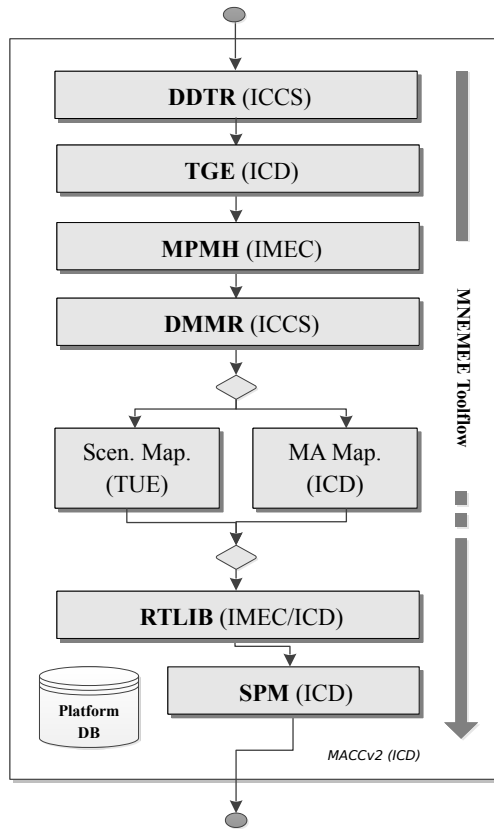 DDTR (ICCS)
TGE (ICD)
MPMH (IMEC)
DMMR (ICCS)
MNEMEE Toolflow
Scen. Map.
(TUE)
MA Map.
(ICD)
RTLIB (IMEC/ICD)
SPM (ICD)
Platform
DB
MACCv2 (ICD)